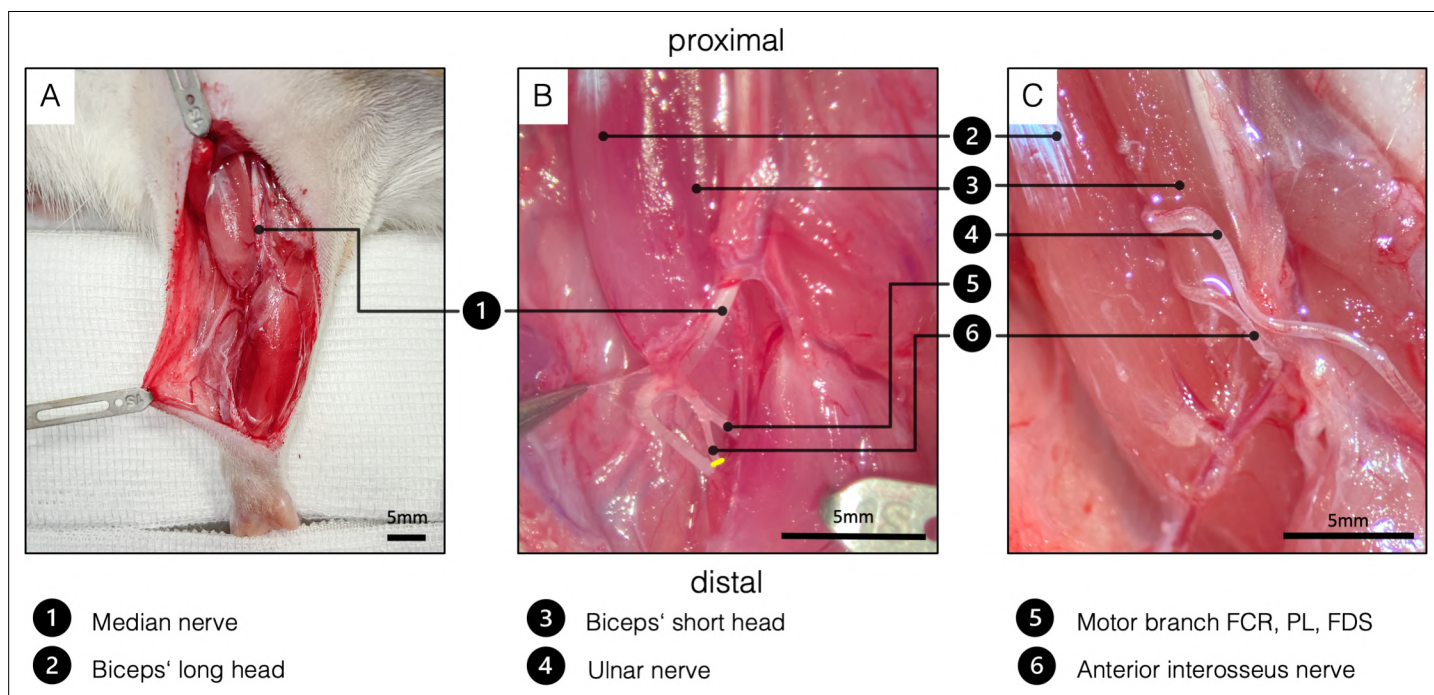 proximal
A
B
C
2
3
4
5
1
6
5mm
5mm
5mm
distal
1 Median nerve
2 Biceps‘ long head
3 Biceps‘ short head
4 Ulnar nerve
5 Motor branch FCR, PL, FDS
6 Anterior interosseus nerve